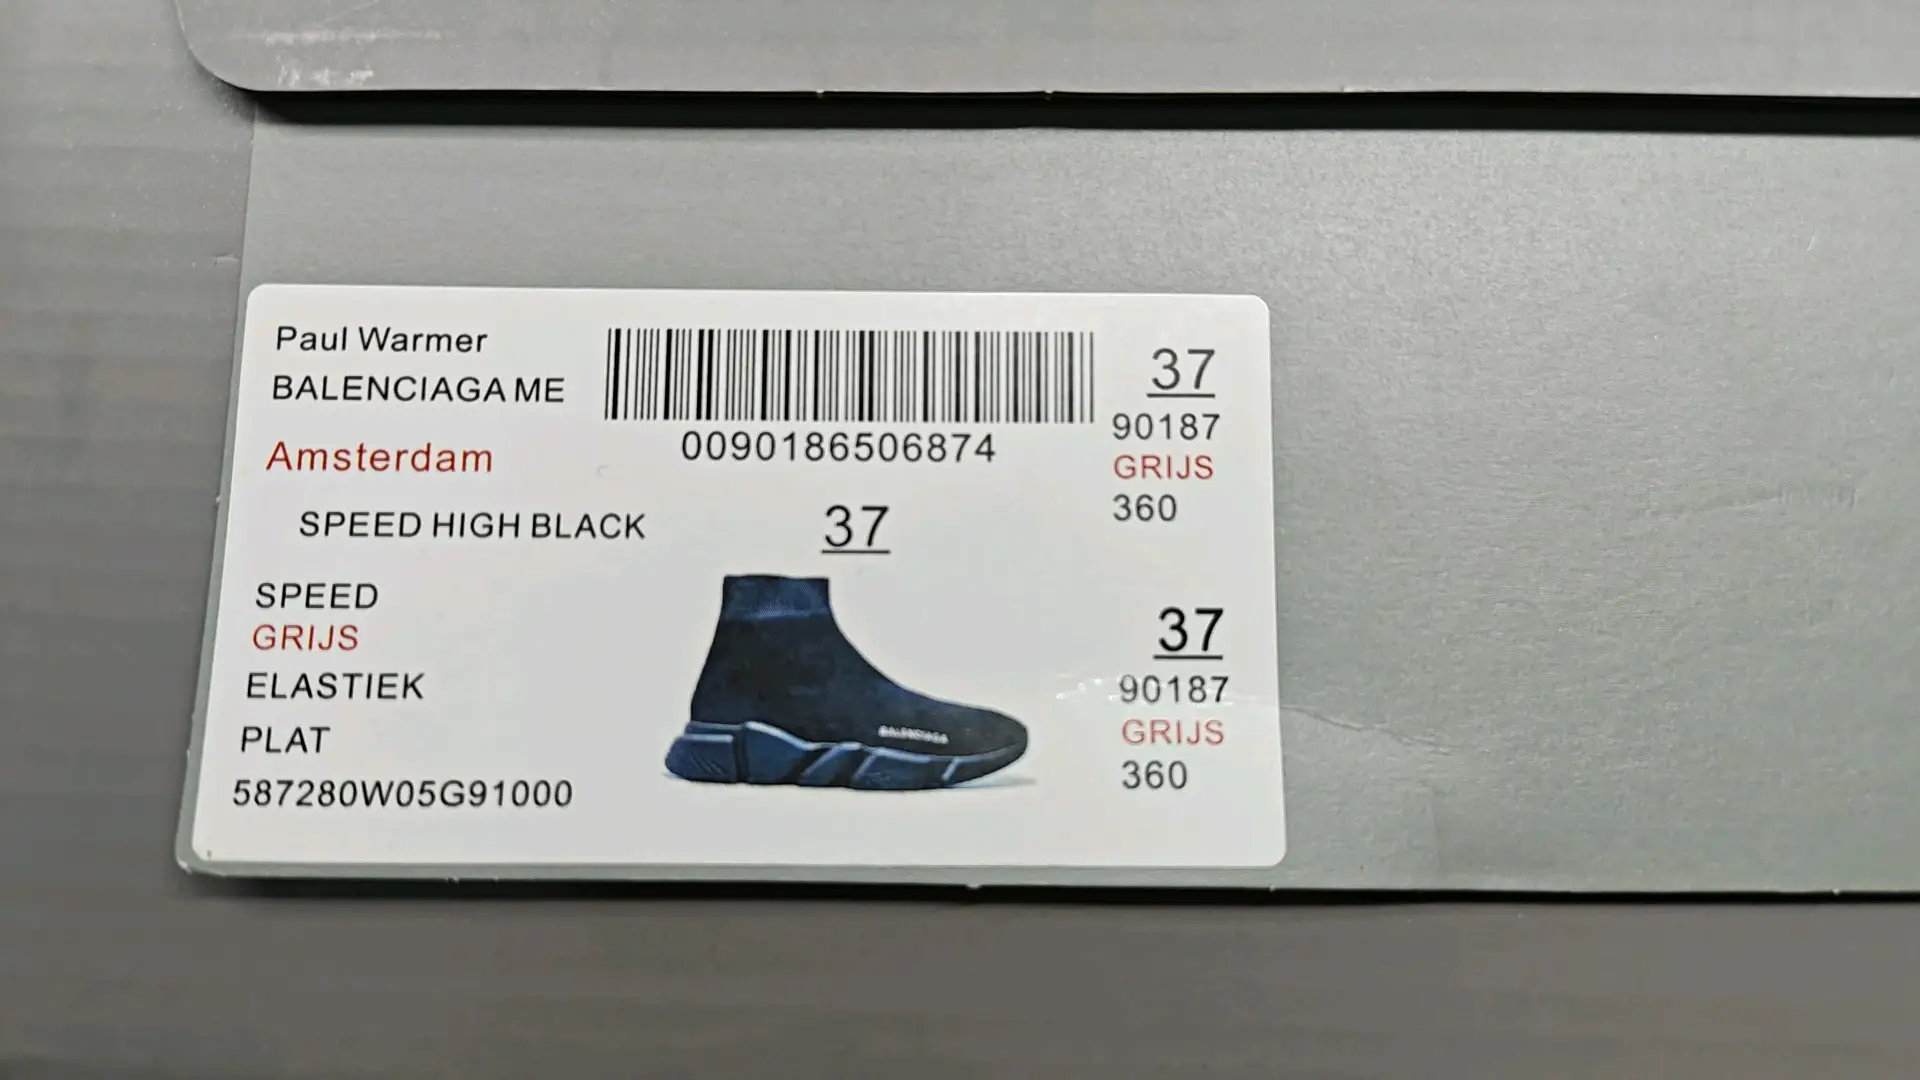 Paul Warmer
BALENCIAGA ME
Amsterdam
0090186506874
37
90187
GRIJS
360
SPEED HIGH BLACK
37
SPEED
GRIJS
ELASTIEK
PLAT
587280W05G91000
BALENCIAGA
37
90187
GRIJS
360